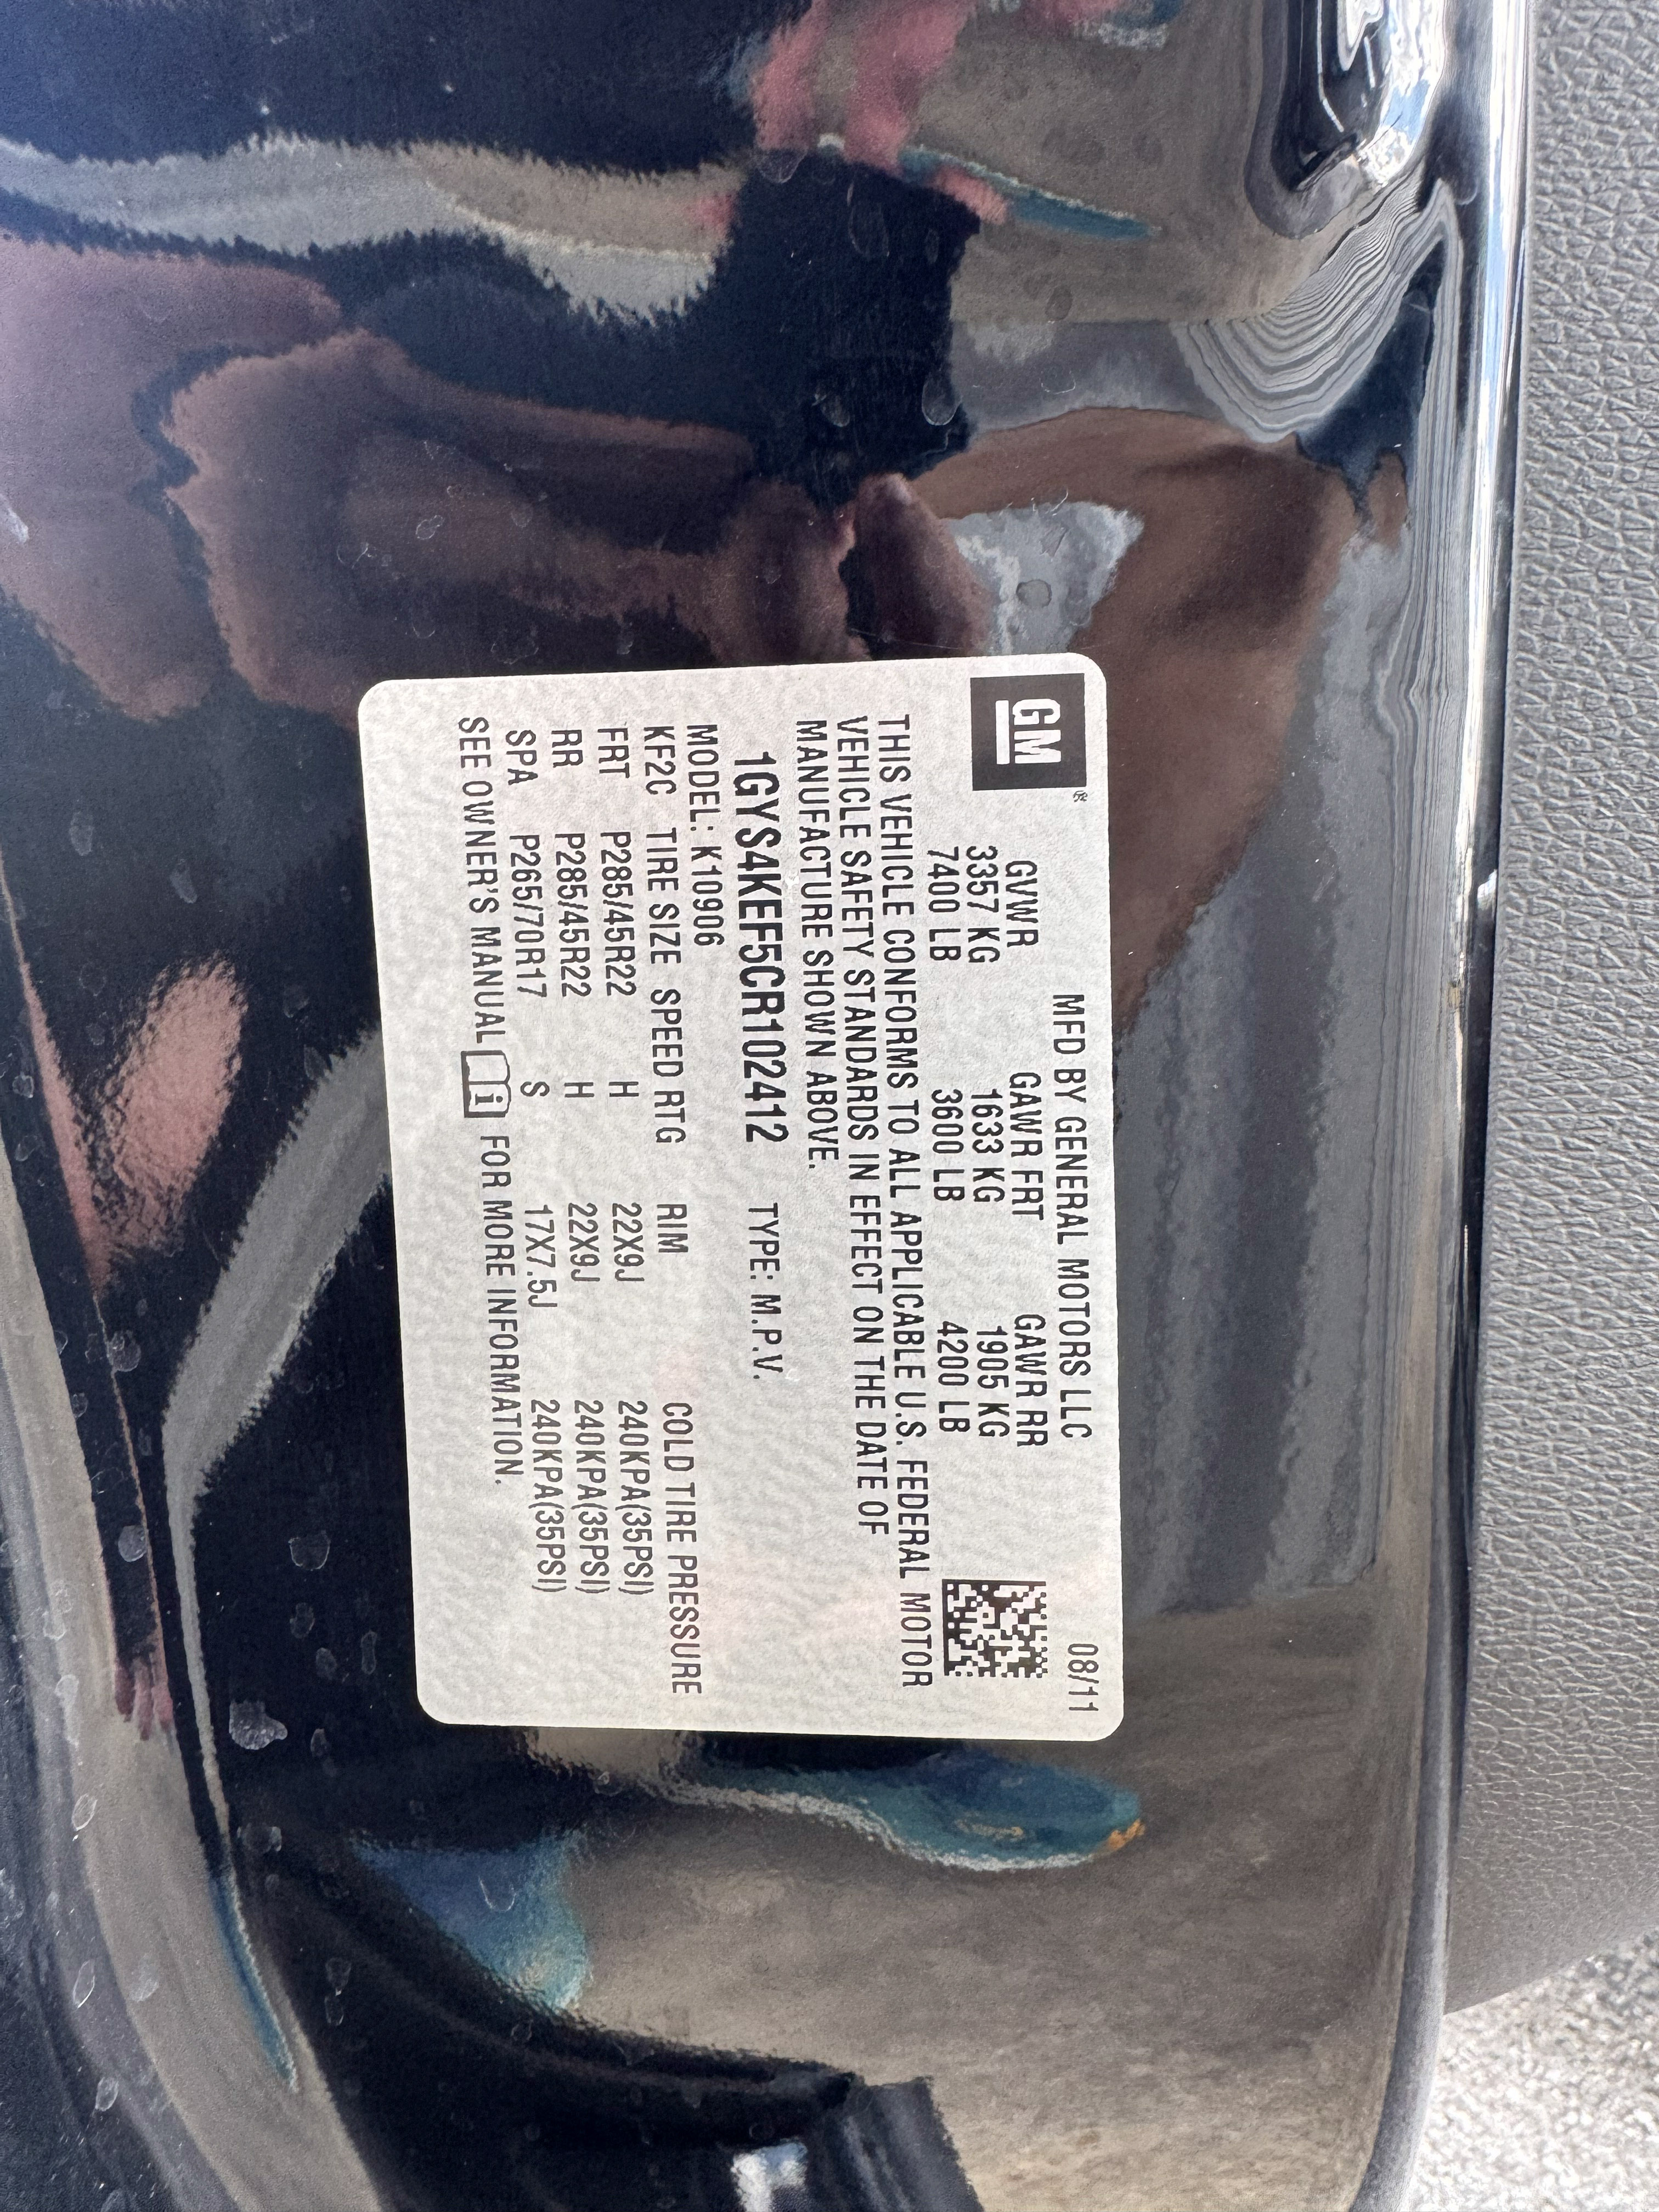 GM®
MFD BY GENERAL MOTORS LLC 08/11
GVWR GAWR FRT GAWR RR
3357 KG 1633 KG 1905 KG
7400 LB 3600 LB 4200 LB
THIS VEHICLE CONFORMS TO ALL APPLICABLE U.S. FEDERAL MOTOR
VEHICLE SAFETY STANDARDS IN EFFECT ON THE DATE OF
MANUFACTURE SHOWN ABOVE.
1GYS4KEF5CR102412 TYPE: M.P.V.
MODEL: K10906
KF2C TIRE SIZE SPEED RTG RIM COLD TIRE PRESSURE
FRT P285/45R22 H 22X9J 240KPA(35PSI)
RR P285/45R22 H 22X9J 240KPA(35PSI)
SPA P265/70R17 S 17X7.5J 240KPA(35PSI)
SEE OWNER'S MANUAL i FOR MORE INFORMATION.